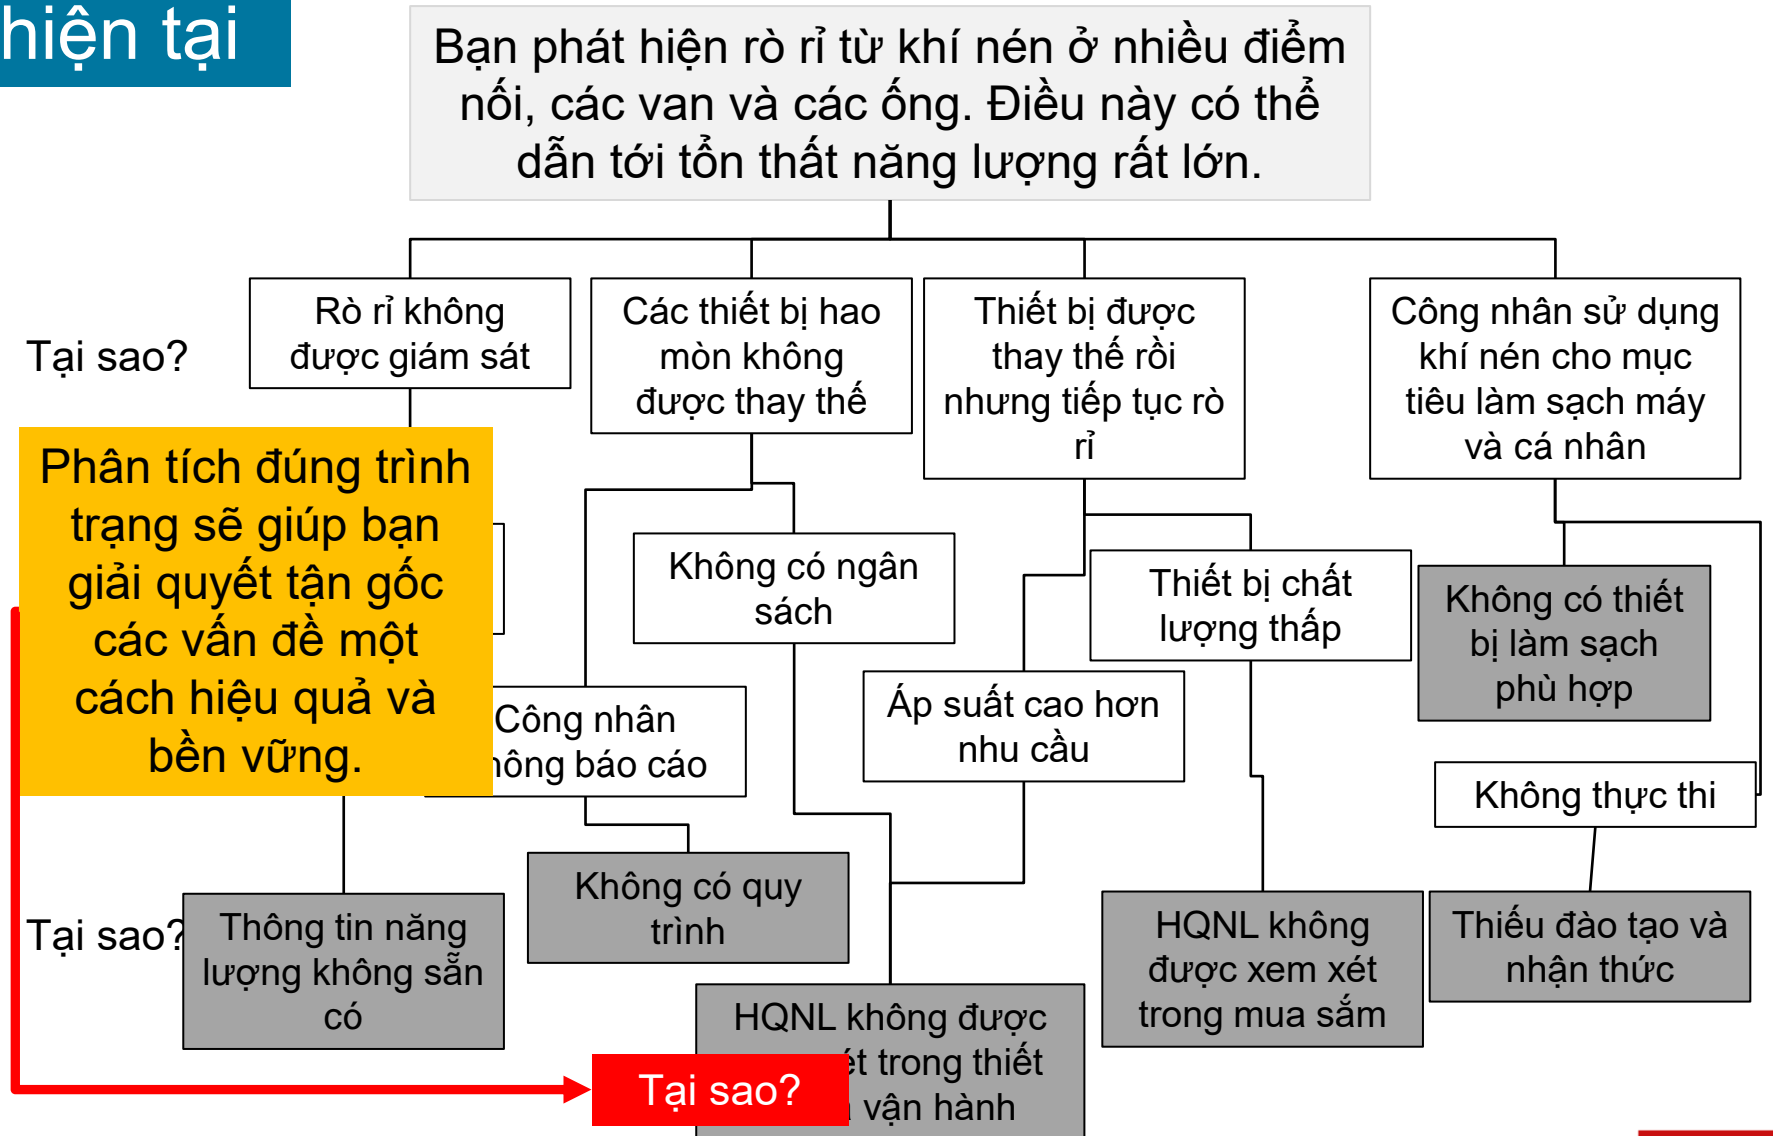 hiện tại
Bạn phát hiện rò rỉ từ khí nén ở nhiều điểm
nối, các van và các ống. Điều này có thể
dẫn tới tổn thất năng lượng rất lớn.
Tại sao?
Rò rỉ không
được giám sát
Các thiết bị hao
mòn không
được thay thế
Thiết bị được
thay thế rồi
nhưng tiếp tục rò
rỉ
Công nhân sử dụng
khí nén cho mục
tiêu làm sạch máy
và cá nhân
Phân tích đúng trình
trạng sẽ giúp bạn
giải quyết tận gốc
các vấn đề một
cách hiệu quả và
bền vững.
Không có ngân
sách
Thiết bị chất
lượng thấp
Không có thiết
bị làm sạch
phù hợp
Công nhân
báo cáo
Áp suất cao hơn
nhu cầu
Không thực thi
Tại sao?
Thông tin năng
lượng không sẵn
có
Không có quy
trình
HQNL không
được xem xét
trong mua sắm
Thiếu đào tạo và
nhận thức
HQNL không được
trong thiết
vận hành
Tại sao?